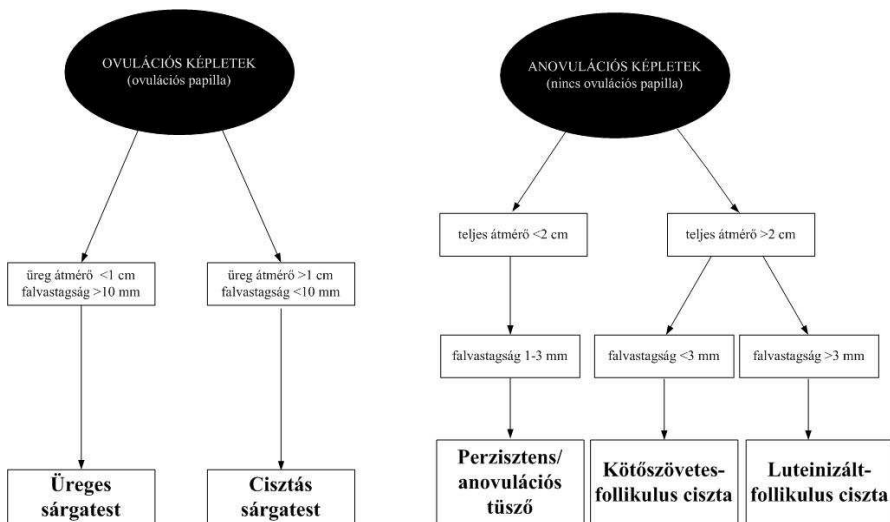 OVULÁCIÓS KÉPLETEK
(ovulációs papilla)
ANOVULÁCIÓS KÉPLETEK
(nincs ovulációs papilla)
teljes átmérő <2 cm
teljes átmérő >2 cm
üreg átmérő <1 cm
falvastagság >10 mm
üreg átmérő >1 cm
falvastagság <10 mm
falvastagság 1-3 mm
falvastagság <3 mm
falvastagság >3 mm
Üreges
sárgatest
Cisztás
sárgatest
Perzisztens/
anovulációs
tüsző
Kötőszövetes-
follikulus ciszta
Luteinizált-
follikulus ciszta